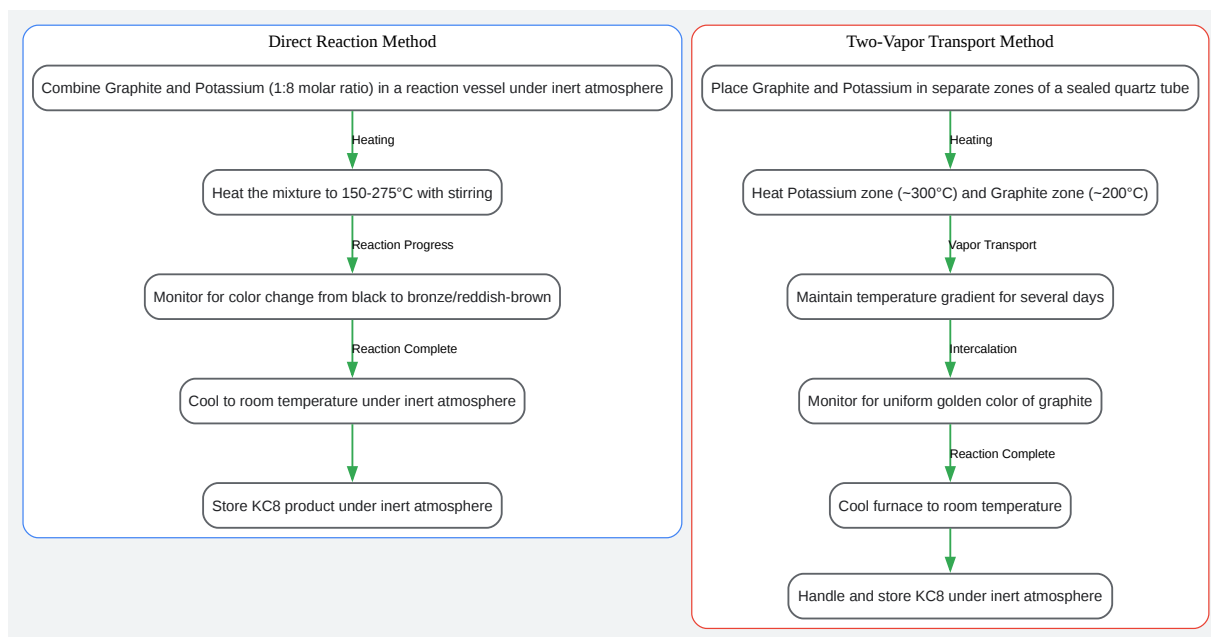 Direct Reaction Method
Combine Graphite and Potassium (1:8 molar ratio) in a reaction vessel under inert atmosphere
Heating
Heat the mixture to 150-275°C with stirring
Reaction Progress
Monitor for color change from black to bronze/reddish-brown
Reaction Complete
Cool to room temperature under inert atmosphere
Store KC8 product under inert atmosphere
Two-Vapor Transport Method
Place Graphite and Potassium in separate zones of a sealed quartz tube
Heating
Heat Potassium zone (~300°C) and Graphite zone (~200°C)
Vapor Transport
Maintain temperature gradient for several days
Intercalation
Monitor for uniform golden color of graphite
Reaction Complete
Cool furnace to room temperature
Handle and store KC8 under inert atmosphere